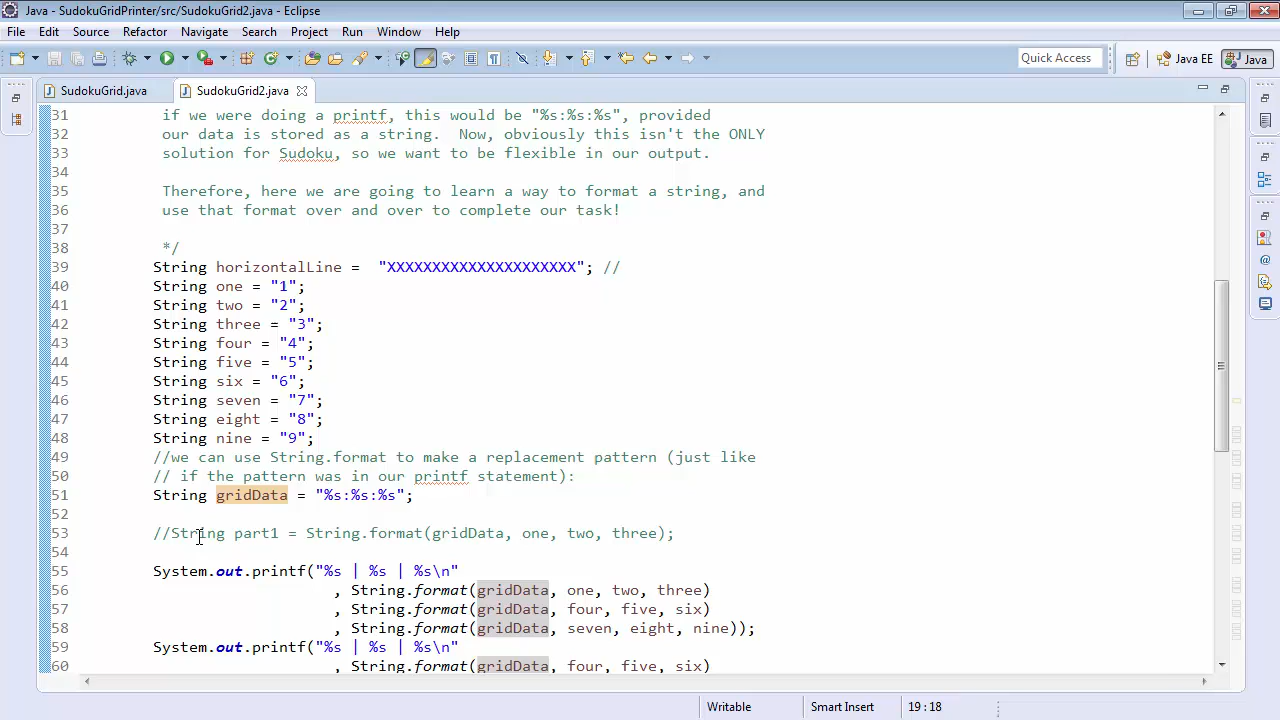 Java - SudokuGridPrinter/src/SudokuGrid2.java - Eclipse
File Edit Source Refactor Navigate Search Project Run Window Help
Quick Access Java EE Java
SudokuGrid.java SudokuGrid2.java
31 if we were doing a printf, this would be "%s:%s:%s", provided
32 our data is stored as a string. Now, obviously this isn't the ONLY
33 solution for Sudoku, so we want to be flexible in our output.
34
35 Therefore, here we are going to learn a way to format a string, and
36 use that format over and over to complete our task!
37
38 */
39 String horizontalLine = "XXXXXXXXXXXXXXXXXXXXX"; //
40 String one = "1";
41 String two = "2";
42 String three = "3";
43 String four = "4";
44 String five = "5";
45 String six = "6";
46 String seven = "7";
47 String eight = "8";
48 String nine = "9";
49 //we can use String.format to make a replacement pattern (just like
50 // if the pattern was in our printf statement):
51 String gridData = "%s:%s:%s";
52
53 //String part1 = String.format(gridData, one, two, three);
54
55 System.out.printf("%s | %s | %s\n"
56 , String.format(gridData, one, two, three)
57 , String.format(gridData, four, five, six)
58 , String.format(gridData, seven, eight, nine));
59 System.out.printf("%s | %s | %s\n"
60 , String.format(gridData, four, five, six)
Writable Smart Insert 19 : 18